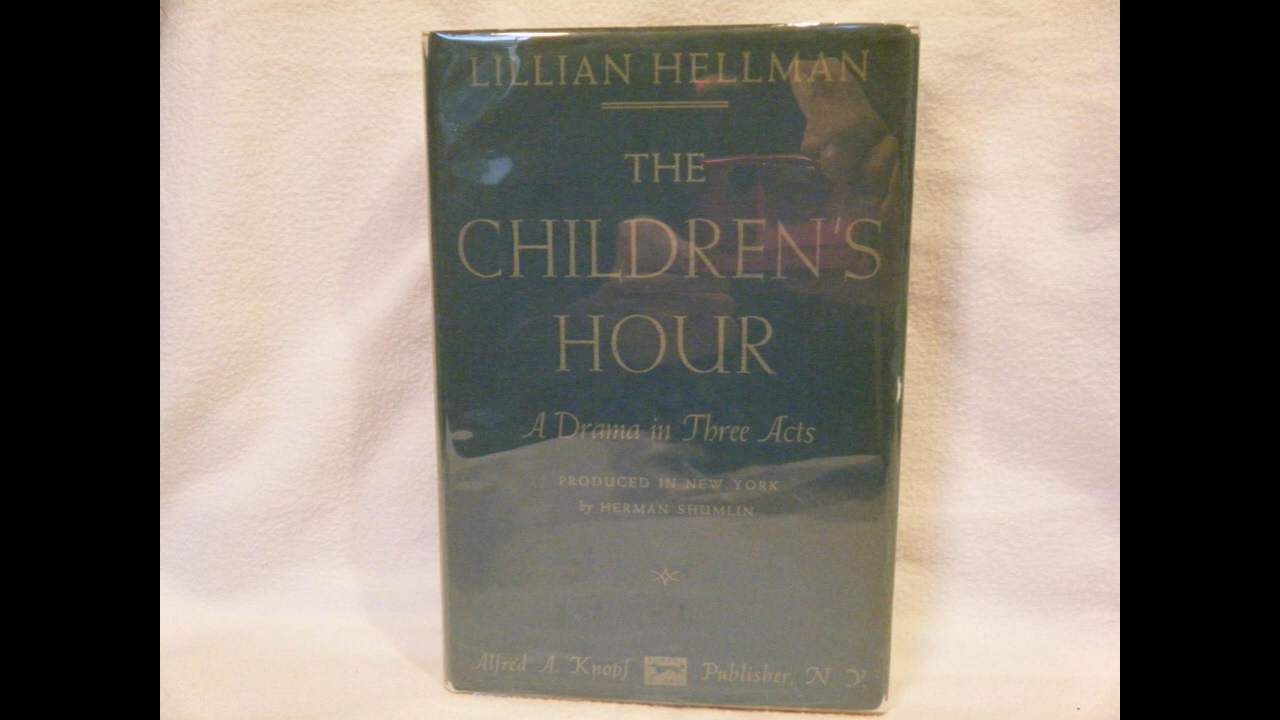 LILLIAN HELLMAN
THE
CHILDREN'S
HOUR
A Drama in Three Acts
PRODUCED IN NEW YORK
by HERMAN SHUMLIN
Alfred A. Knopf Publisher, N. Y.